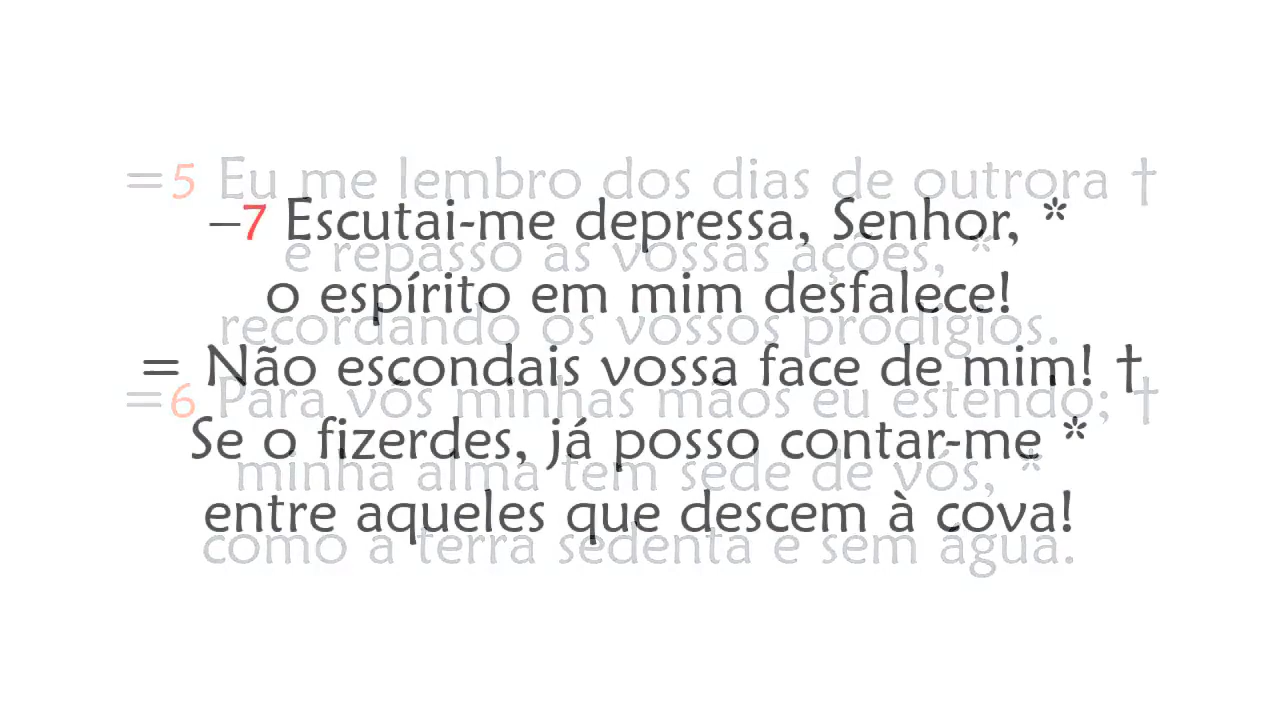 =5 Eu me lembro dos dias de outrora †
e repasso as vossas ações, *
recordando os vossos prodígios.
=6 Para vós minhas mãos eu estendo; †
minha alma tem sede de vós, *
como a terra sedenta e sem água.
–7 Escutai-me depressa, Senhor, *
o espírito em mim desfalece!
= Não escondais vossa face de mim! †
Se o fizerdes, já posso contar-me *
entre aqueles que descem à cova!